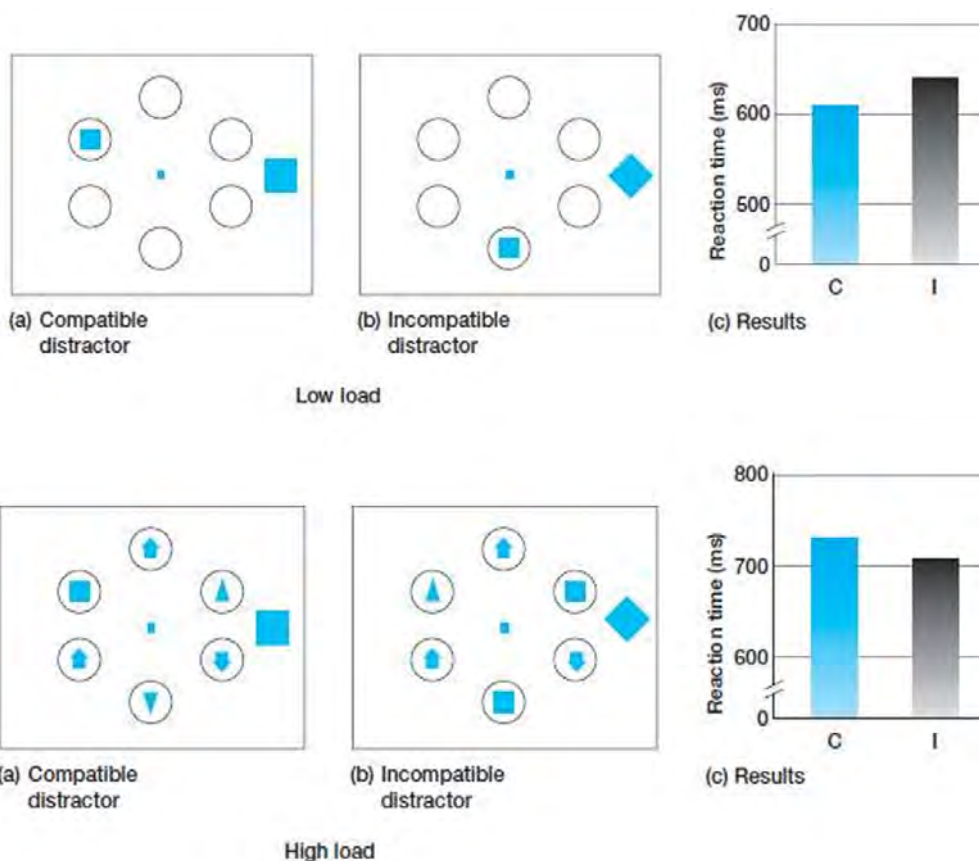 700
600
500
0
Reaction time (ms)
C I
(a) Compatible
distractor
(b) Incompatible
distractor
(c) Results
Low load
800
700
600
0
Reaction time (ms)
C I
(a) Compatible
distractor
(b) Incompatible
distractor
(c) Results
High load